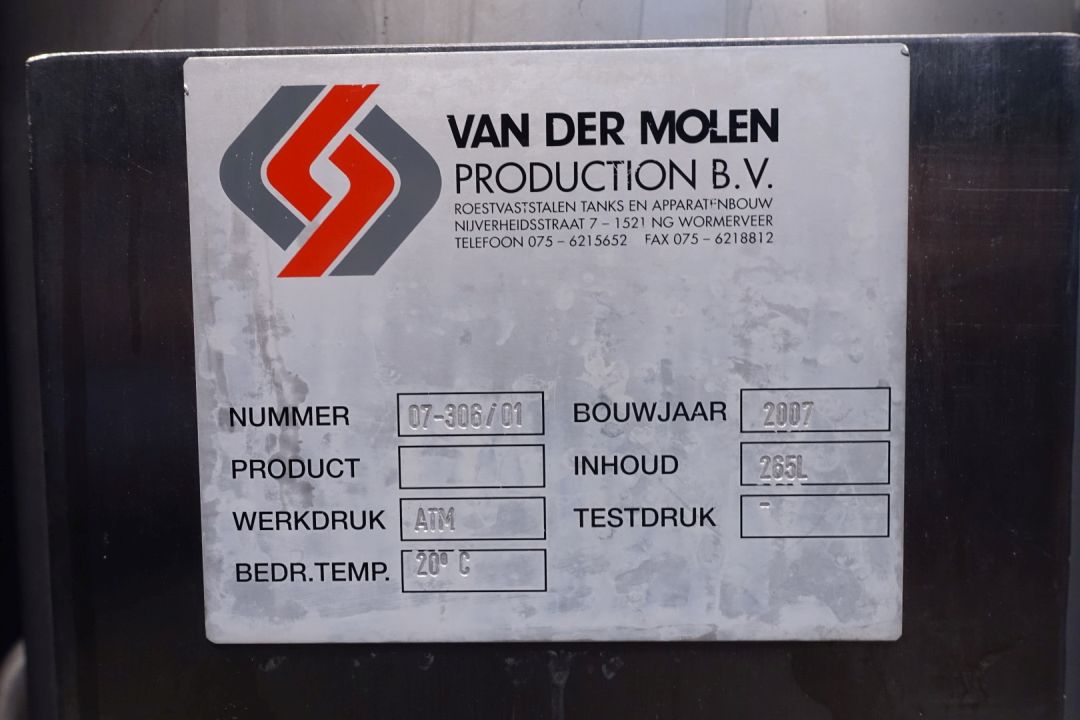 VAN DER MOLEN
PRODUCTION B.V.
ROESTVASTSTALEN TANKS EN APPARATENBOUW
NIJVERHEIDSSTRAAT 7 – 1521 NG WORMERVEER
TELEFOON 075 – 6215652 FAX 075 – 6218812
NUMMER 07-306/01 BOUWJAAR 2007
PRODUCT INHOUD 265L
WERKDRUK ATM TESTDRUK -
BEDR.TEMP. 20º C